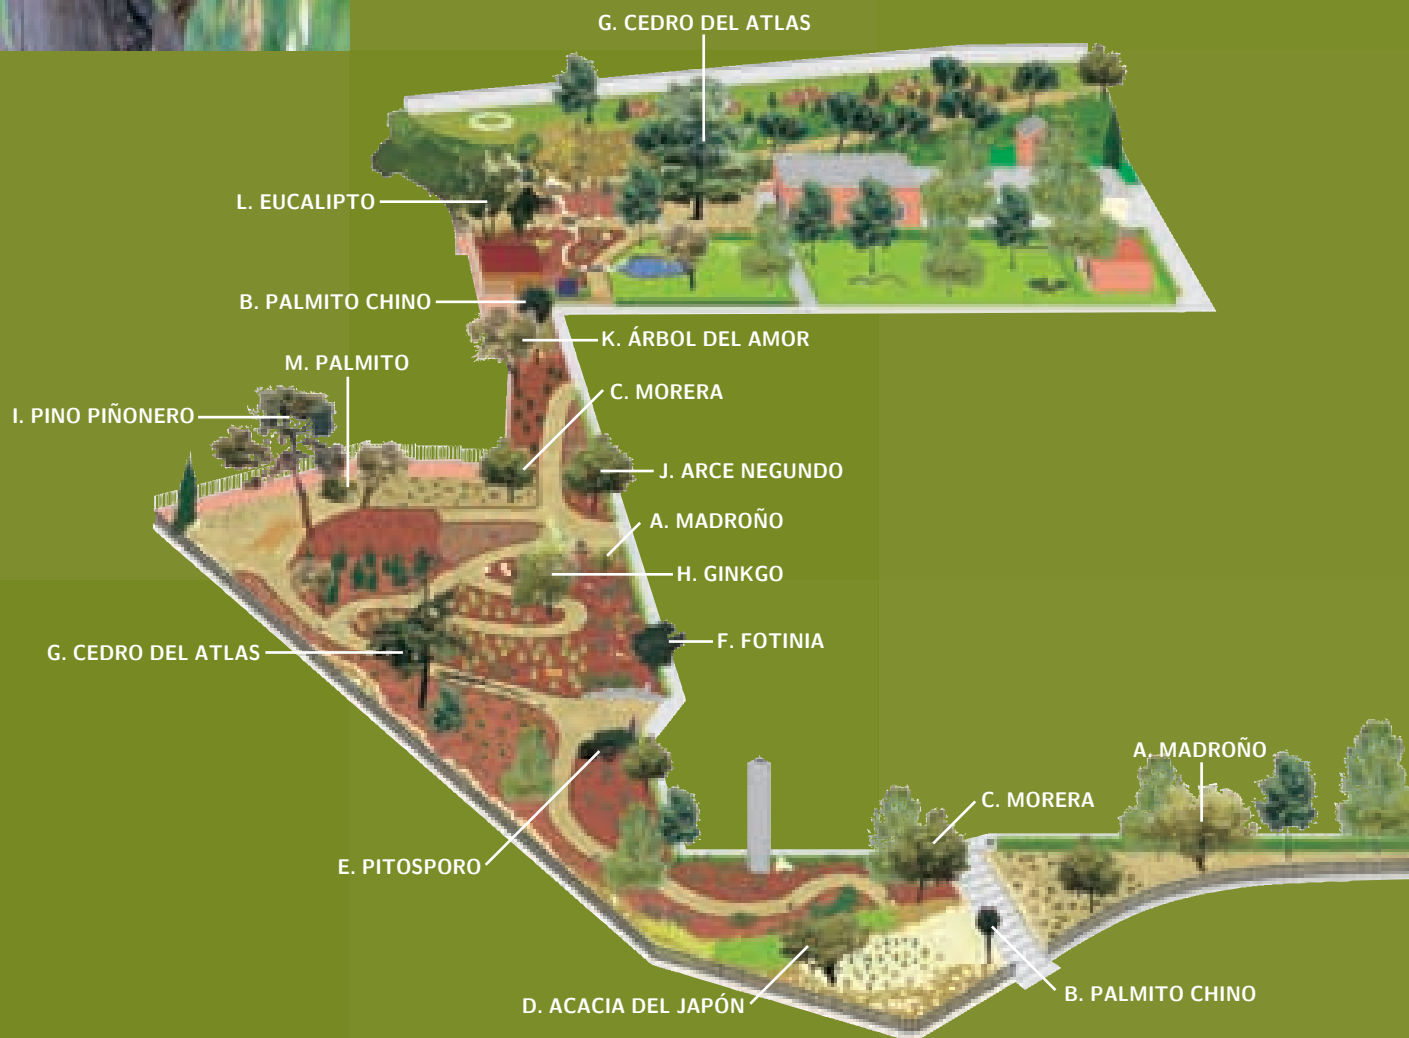 G. CEDRO DEL ATLAS
L. EUCALIPTO
B. PALMITO CHINO
K. ÁRBOL DEL AMOR
M. PALMITO
C. MORERA
I. PINO PIÑONERO
J. ARCE NEGUNDO
A. MADROÑO
H. GINKGO
F. FOTINIA
G. CEDRO DEL ATLAS
A. MADROÑO
C. MORERA
E. PITOSPORO
B. PALMITO CHINO
D. ACACIA DEL JAPÓN